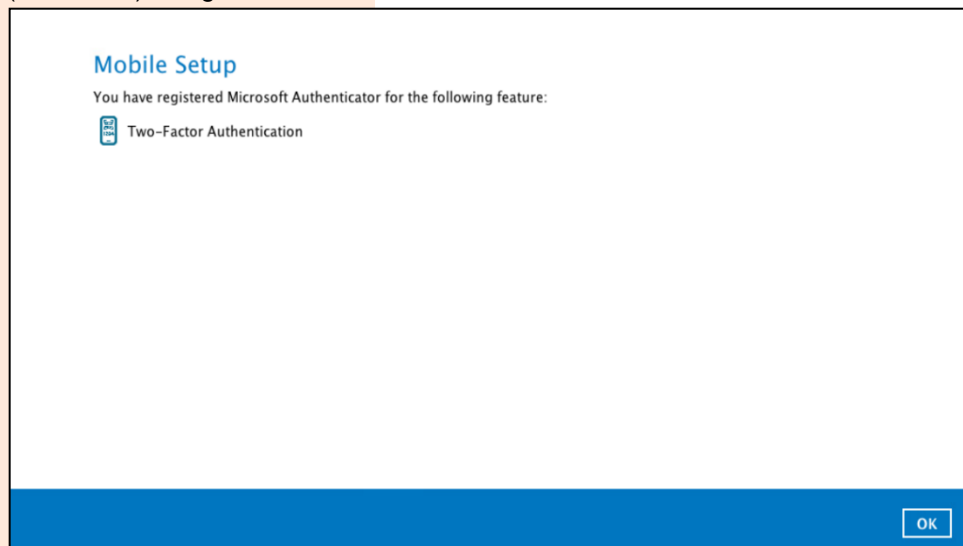 Mobile Setup
You have registered Microsoft Authenticator for the following feature:
Two-Factor Authentication
OK